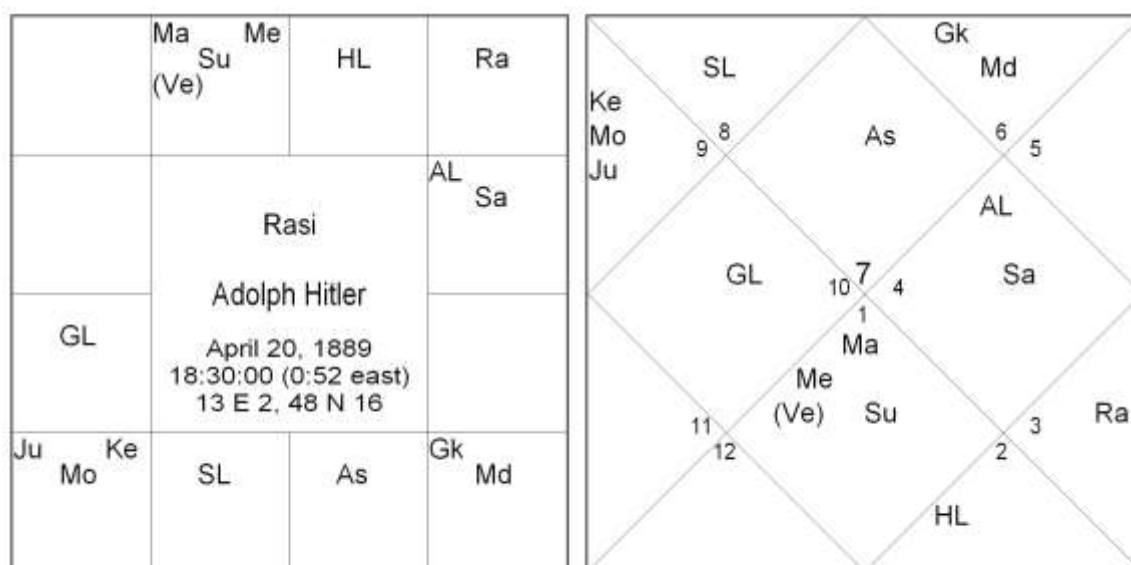 Ma Me
Su
(Ve)
HL
Ra
AL
Sa
Rasi
Adolph Hitler
April 20, 1889
18:30:00 (0:52 east)
13 E 2, 48 N 16
GL
Ju Ke
Mo
SL
As
Gk
Md
SL
Gk
Md
Ke
Mo
Ju
8
9
As
6
5
AL
GL
7
10
4
1
Sa
Ma
Me
(Ve)
Su
11
12
3
2
Ra
HL